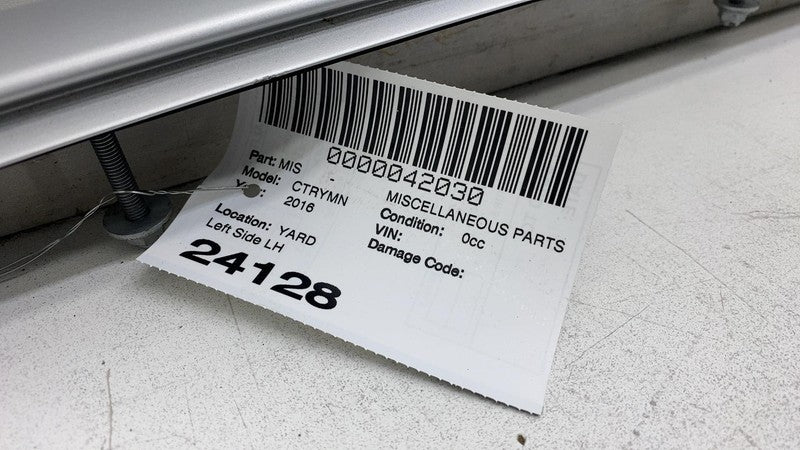 0000042030
Part: MIS - MISCELLANEOUS PARTS
Model: CTRYMN Condition: 0cc
2016 VIN:
Location: YARD Damage Code:
Left Side LH
24128